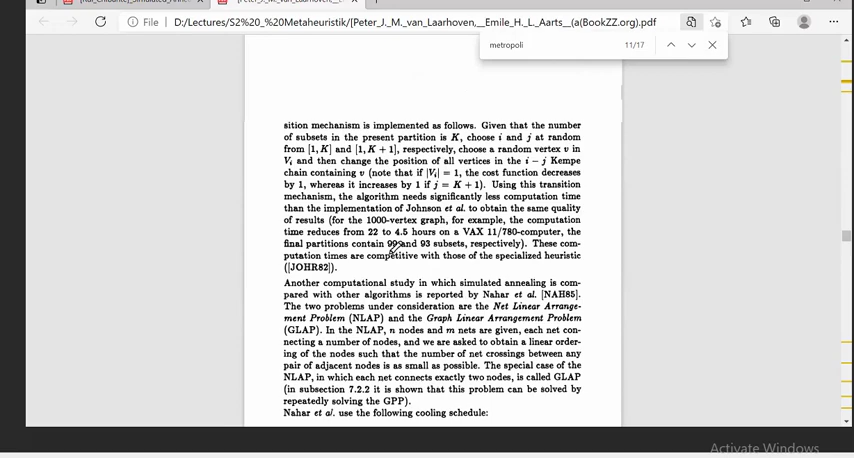 File
D:/Lectures/S2%20_%20Metaheuristik/[Peter_J._M._van_Laarhoven,__Emile_H._L._Aarts__(a(BookZZ.org).pdf
metropoli
11/17
sition mechanism is implemented as follows. Given that the number
of subsets in the present partition is K, choose i and j at random
from [1, K] and [1, K + 1], respectively, choose a random vertex v in
Vi and then change the position of all vertices in the i − j Kempe
chain containing v (note that if |Vi| = 1, the cost function decreases
by 1, whereas it increases by 1 if j = K + 1). Using this transition
mechanism, the algorithm needs significantly less computation time
than the implementation of Johnson et al. to obtain the same quality
of results (for the 1000-vertex graph, for example, the computation
time reduces from 22 to 4.5 hours on a VAX 11/780-computer, the
final partitions contain and 93 subsets, respectively). These com-
putation times are competitive with those of the specialized heuristic
([JOHR82]).
Another computational study in which simulated annealing is com-
pared with other algorithms is reported by Nahar et al. [NAH85].
The two problems under consideration are the Net Linear Arrange-
ment Problem (NLAP) and the Graph Linear Arrangement Problem
(GLAP). In the NLAP, n nodes and m nets are given, each net con-
necting a number of nodes, and we are asked to obtain a linear order-
ing of the nodes such that the number of net crossings between any
pair of adjacent nodes is as small as possible. The special case of the
NLAP, in which each net connects exactly two nodes, is called GLAP
(in subsection 7.2.2 it is shown that this problem can be solved by
repeatedly solving the GPP).
Nahar et al. use the following cooling schedule:
Activate Windows